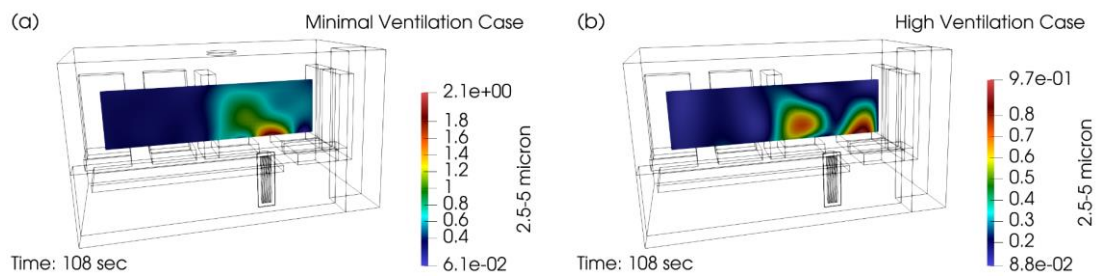 (a)
Minimal Ventilation Case
2.1e+00
1.8
1.6
1.4
1.2
1
0.8
0.6
0.4
6.1e-02
2.5-5 micron
Time: 108 sec
(b)
High Ventilation Case
9.7e-01
0.8
0.7
0.6
0.5
0.4
0.3
0.2
8.8e-02
2.5-5 micron
Time: 108 sec